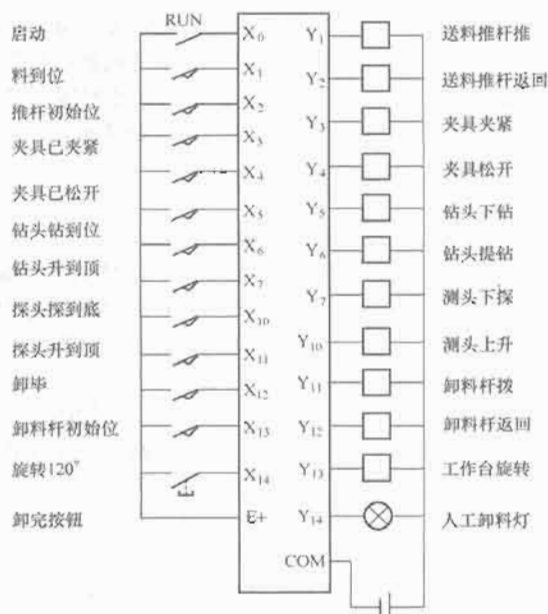 RUN
启动 X0 Y1 送料推杆推
料到位 X1 Y2 送料推杆返回
推杆初始位 X2 Y3 夹具夹紧
夹具已夹紧 X3 Y4 夹具松开
夹具已松开 X4 Y5 钻头下钻
钻头钻到位 X5 Y6 钻头提钻
钻头升到顶 X6 Y7 测头下探
探头探到底 X7 Y10 测头上升
探头升到顶 X10 Y11 卸料杆拨
卸毕 X11 Y12 卸料杆返回
卸料杆初始位 X12 Y13 工作台旋转
旋转120° X13 Y14 人工卸料灯
卸完按钮 X14
E+
COM